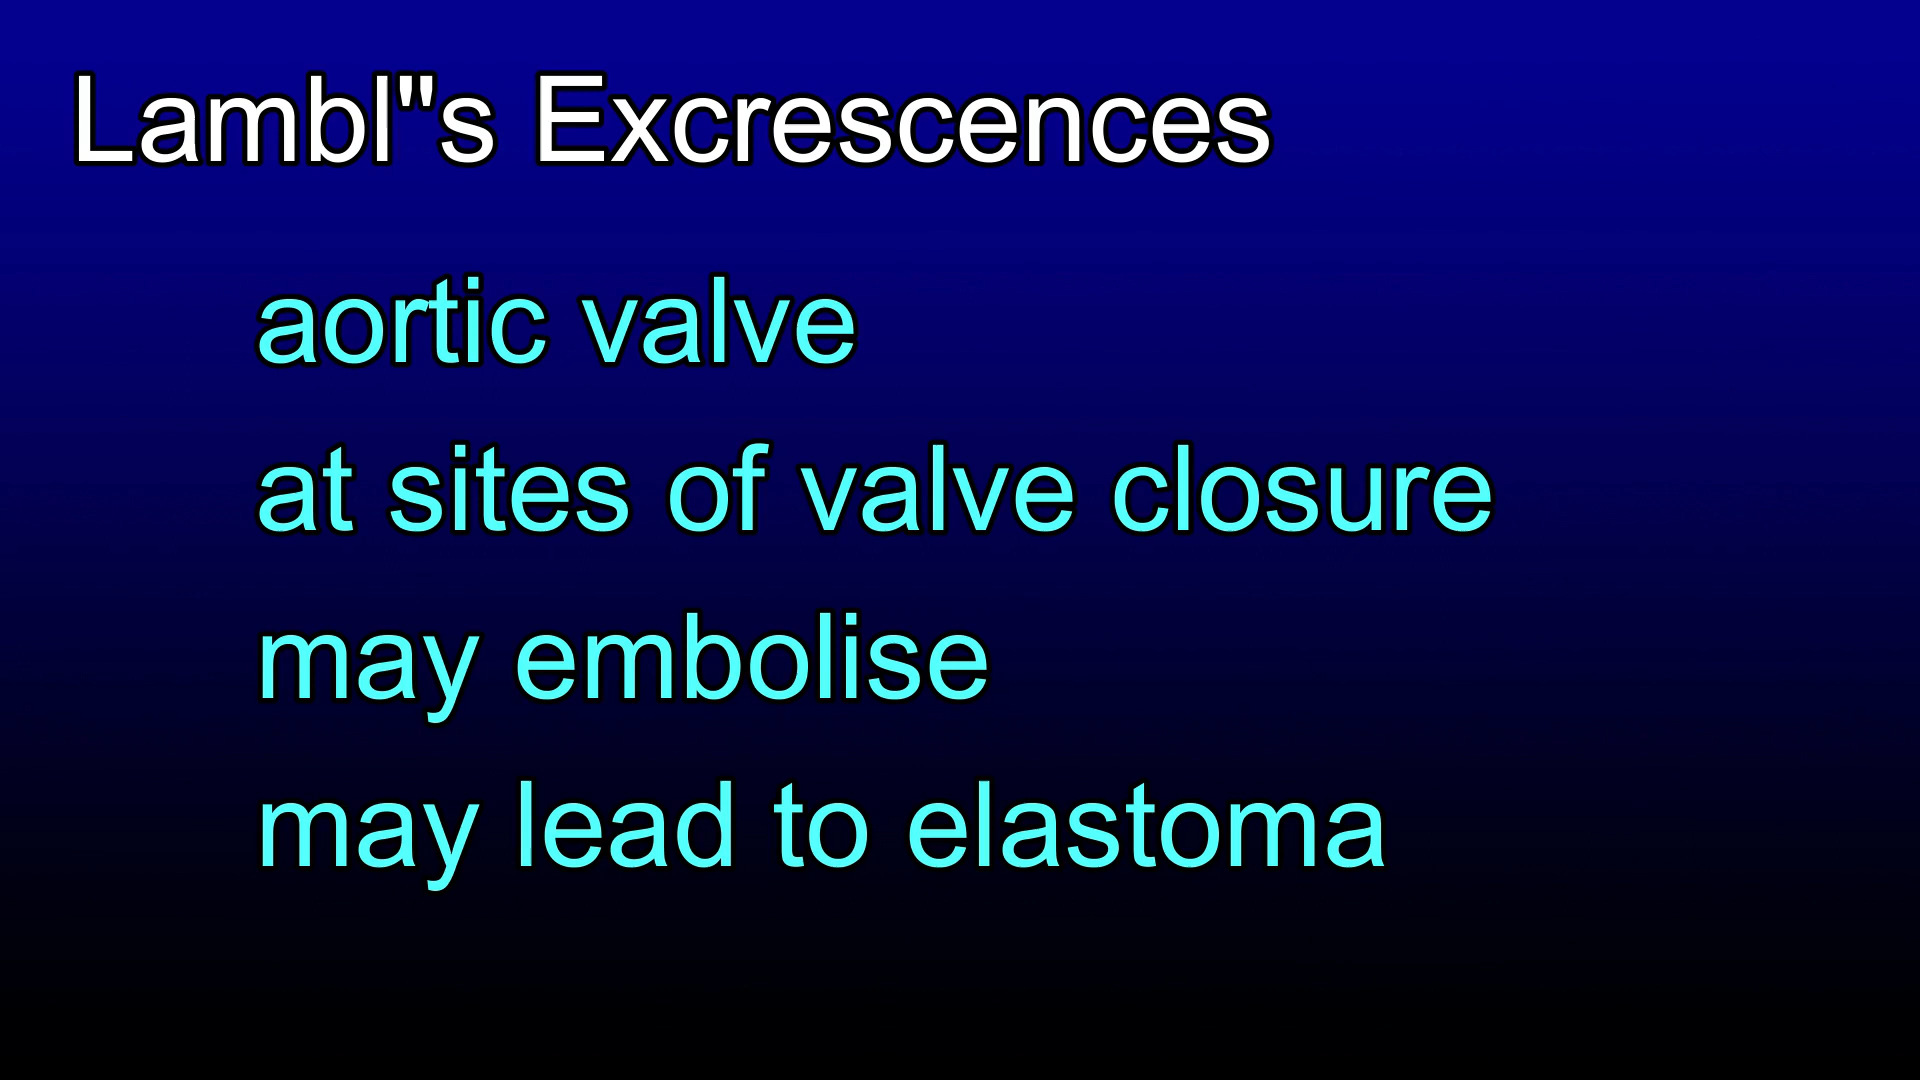 Lambl"s Excrescences
aortic valve
at sites of valve closure
may embolise
may lead to elastoma